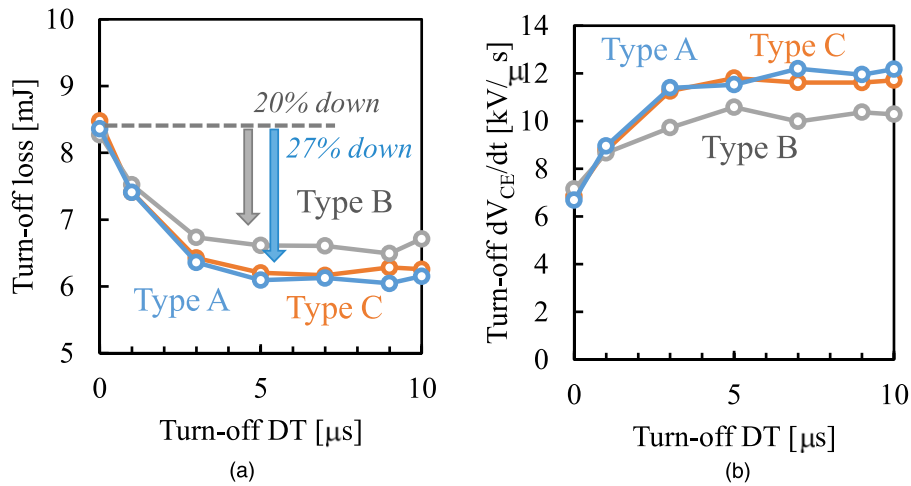 10
9
8
7
6
5
0
5
10
Turn-off loss [mJ]
Turn-off DT [μs]
20% down
27% down
Type B
Type A
Type C
(a)
14
12
10
8
6
4
2
0
0
5
10
Turn-off dV_CE/dt [kV/μs]
Turn-off DT [μs]
Type A
Type C
Type B
(b)